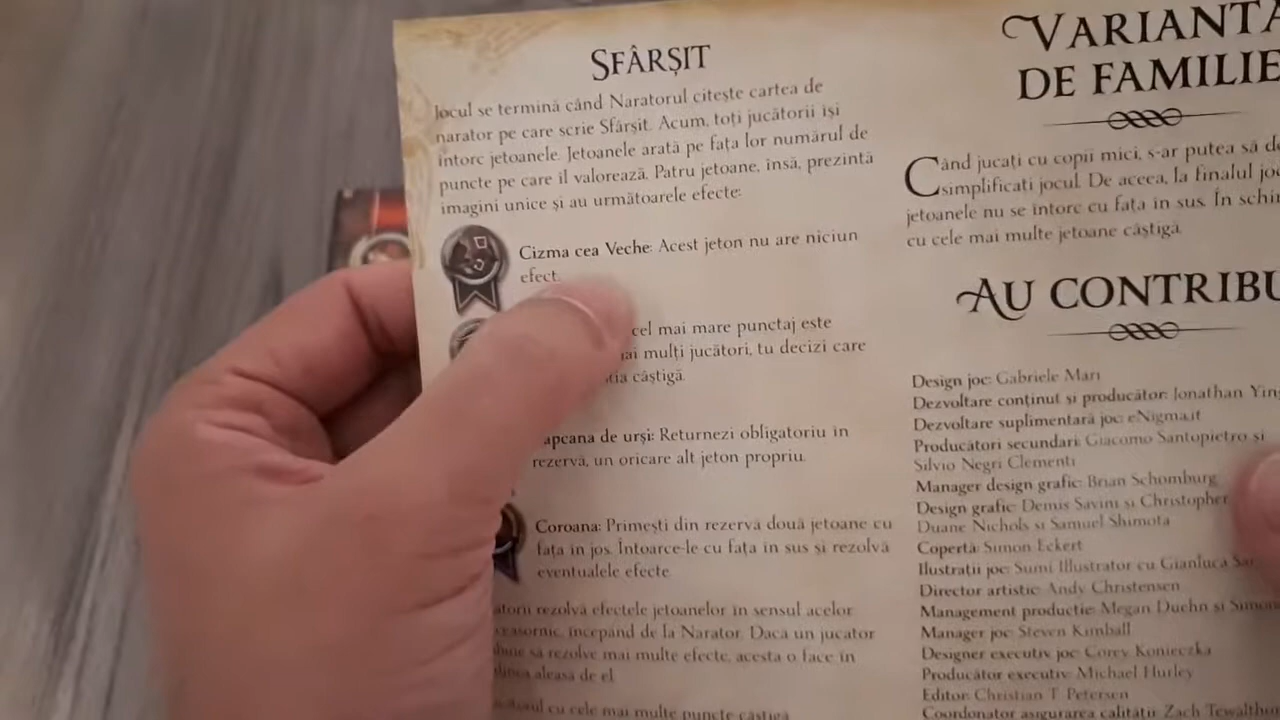 SFÂRȘIT
Jocul se termină când Naratorul citește cartea de
narator pe care scrie Sfârșit. Acum, toți jucătorii își
întorc jetoanele. Jetoanele arată pe fața lor numărul de
puncte pe care îl valorează. Patru jetoane, însă, prezintă
imagini unice și au următoarele efecte:
Cizma cea Veche: Acest jeton nu are niciun
efect.
cel mai mare punctaj este
mulți jucători, tu decizi care
câștigă.
de urși: Returnezi obligatoriu în
rezervă, un oricare alt jeton propriu.
Coroana: Primești din rezervă două jetoane cu
fața în jos. Întoarce-le cu fața în sus și rezolvă
eventualele efecte
rezolvă efectele jetoanelor în sensul acelor
începând de la Narator. Dacă un jucător
să rezolve mai multe efecte, acesta o face în
aleasă de el
cu cele mai multe puncte câștigă
VARIANTA
DE FAMILIE
Când jucați cu copii mici, s-ar putea să
simplificați jocul. De aceea, la finalul
jetoanele nu se întorc cu fața în sus. În
cu cele mai multe jetoane câștigă.
AU
Design joc: Gabriele Mari
Dezvoltare conținut și producător: Jonathan
Dezvoltare suplimentară joc: eNigma.it
Producători secundari: Giacomo Santopietro și
Silvio Negri Clementi
Manager design grafic: Brian Schomburg
Design grafic: Demis Savini și Christopher
Duane Nichols și Samuel Shimota
Copertă: Simon Eckert
Ilustrații joc: Sumi Illustrator cu Gianluca
Director artistic: Andy Christensen
Management producție: Megan Duehn și
Manager joc: Steven Kimball
Designer executiv joc: Corey Konieczka
Producător executiv: Michael Hurley
Editor: Christian T. Petersen
Coordonator asigurarea calității: Zach